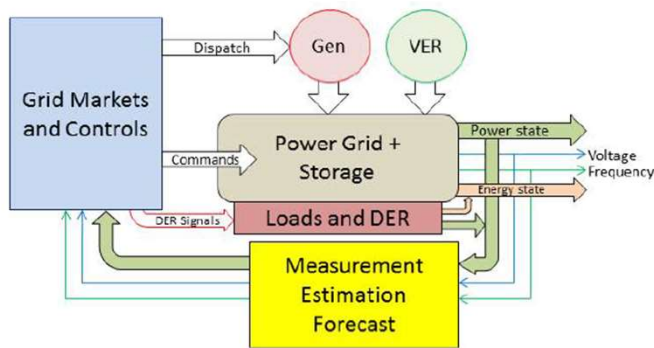 Dispatch
Gen
VER
Grid Markets
and Controls
Power Grid +
Storage
Power state
Commands
Voltage
Frequency
Energy state
DER Signals
Loads and DER
Measurement
Estimation
Forecast